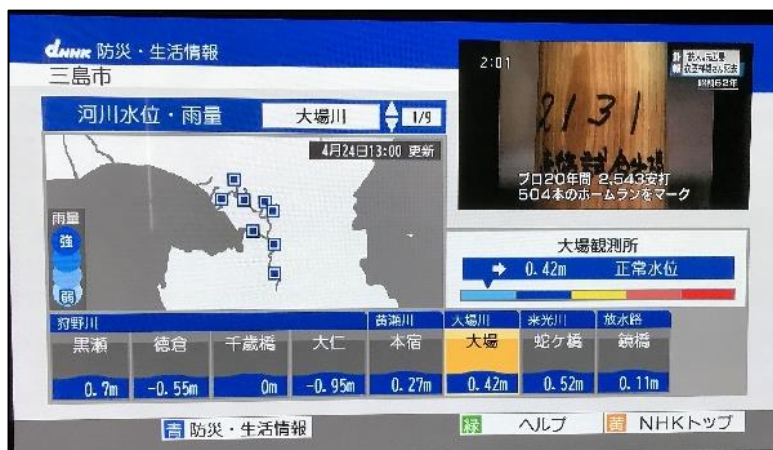 dNHK 防災・生活情報
三島市
河川水位・雨量 大場川 1/9
4月24日13:00 更新
雨量
強
弱
2:01
昭和62年
2131
プロ20年間 2,543安打
504本のホームランをマーク
大場観測所
0.42m 正常水位
狩野川 黄瀬川 大場川 来光川 放水路
黒瀬 徳倉 千歳橋 大仁 本宿 大場 蛇ケ橋 鏡橋
0.7m -0.55m 0m -0.95m 0.27m 0.42m 0.52m 0.11m
青 防災・生活情報 緑 ヘルプ 黄 NHKトップ